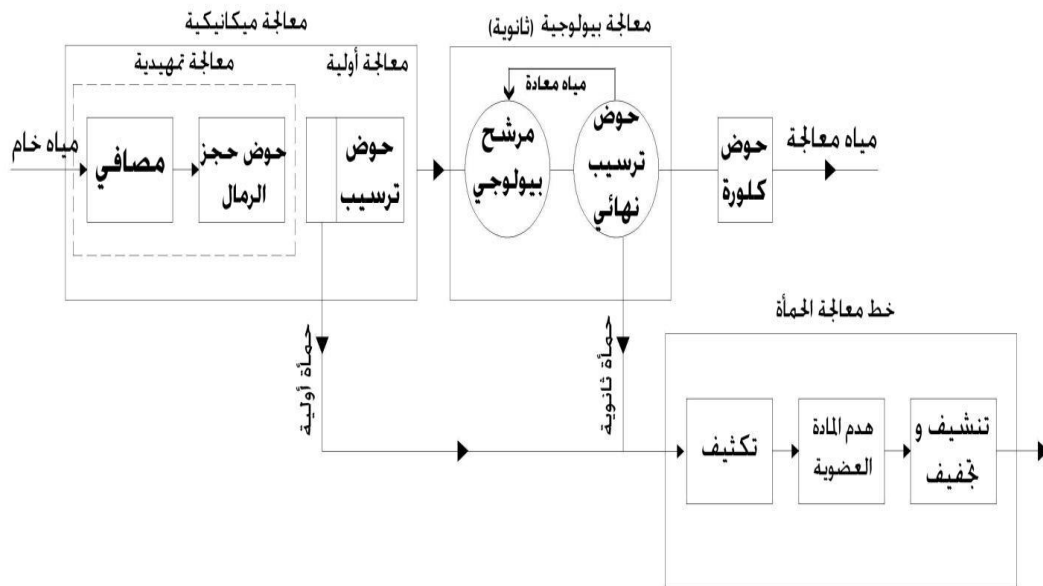 معالجة ميكانيكية
معالجة بيولوجية (ثانوية)
معالجة تمهيدية
معالجة أولية
مياه معادة
مياه خام
مصافي
حوض حجز
الرمال
حوض
ترسيب
مرشح
بيولوجي
حوض
ترسيب
نهائي
حوض
كلورة
مياه معالجة
حمأة أولية
حمأة ثانوية
خط معالجة الحمأة
تكثيف
هدم المادة
العضوية
تنشيف و
تجفيف